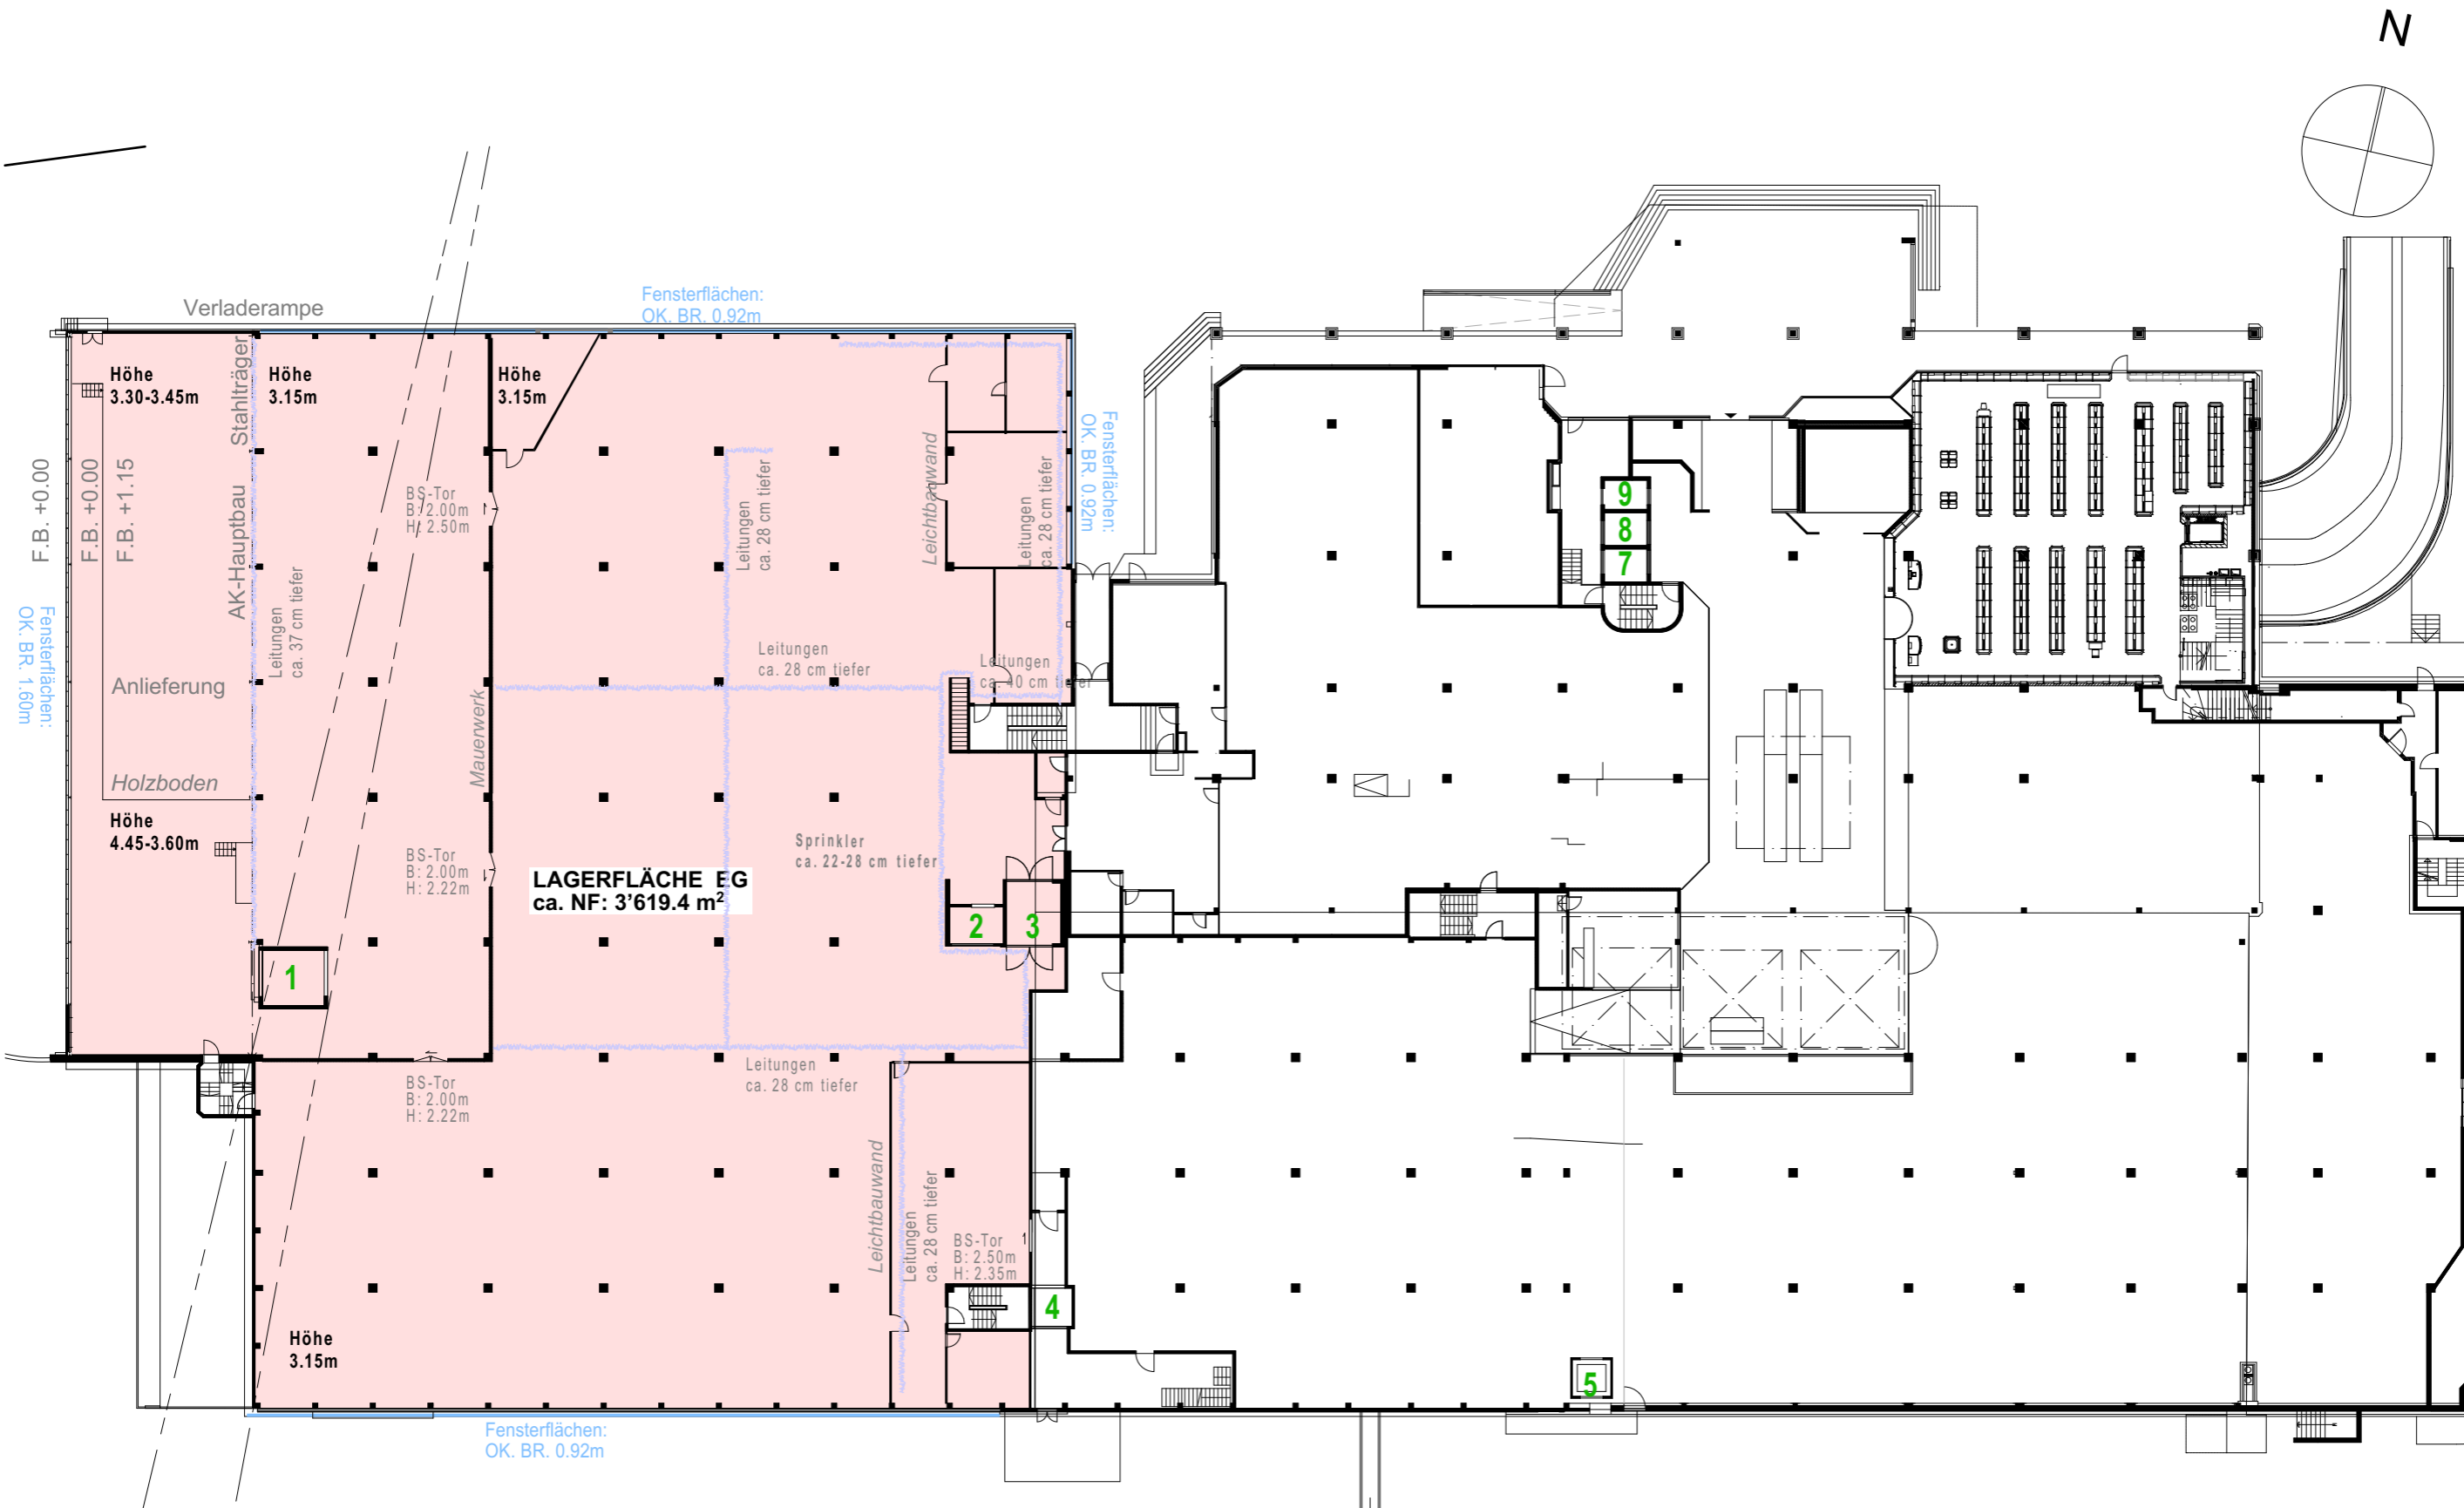 N
Verladerampe
Fensterflächen:
OK. BR. 0.92m
Höhe
3.30-3.45m
Stahlträger
AK-Hauptbau
Höhe
3.15m
Höhe
3.15m
Leichtbauwand
Fensterflächen:
OK. BR. 0.92m
F.B. +0.00
F.B. +0.00
F.B. +1.15
BS-Tor
B: 2.00m
H: 2.50m
Leitungen
ca. 28 cm tiefer
Leitungen
ca. 28 cm tiefer
9
8
7
Fensterflächen:
OK. BR. 1.60m
Leitungen
ca. 37 cm tiefer
Leitungen
ca. 28 cm tiefer
Leitungen
ca. 40 cm tiefer
Anlieferung
Mauerwerk
Holzboden
Höhe
4.45-3.60m
BS-Tor
B: 2.00m
H: 2.22m
Sprinkler
ca. 22-28 cm tiefer
LAGERFLÄCHE EG
ca. NF: 3’619.4 m²
2
3
1
BS-Tor
B: 2.00m
H: 2.22m
Leitungen
ca. 28 cm tiefer
Leichtbauwand
Leitungen
ca. 28 cm tiefer
BS-Tor
B: 2.50m
H: 2.35m
4
Höhe
3.15m
5
Fensterflächen:
OK. BR. 0.92m